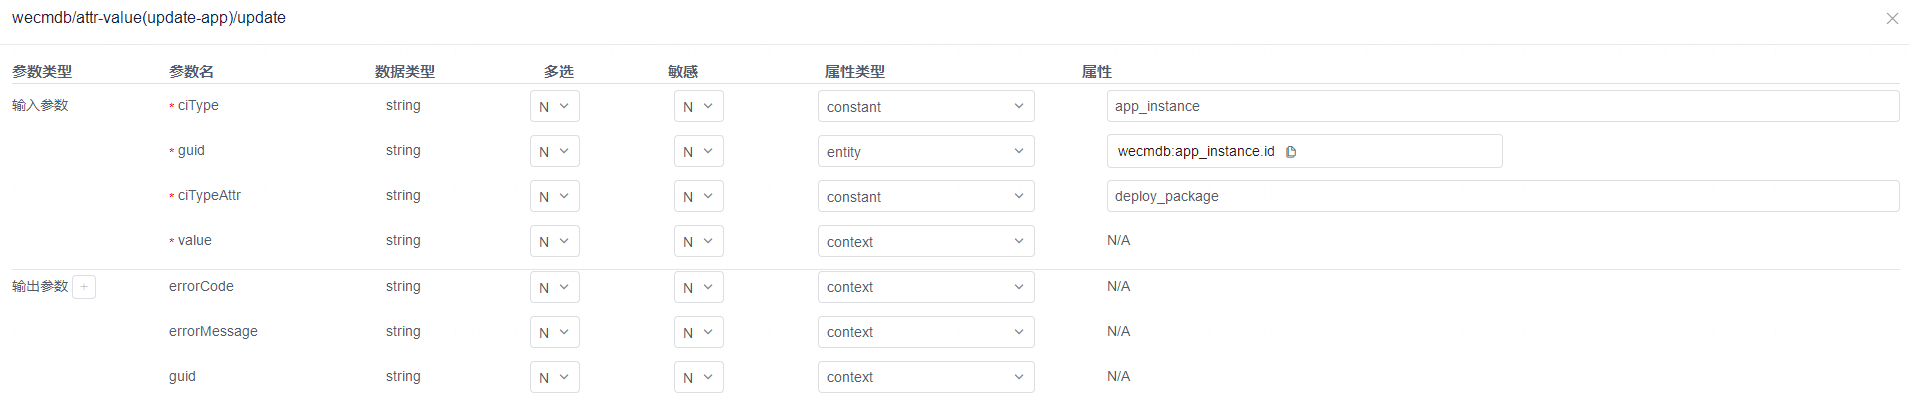 wecmdb/attr-value(update-app)/update
参数类型 参数名 数据类型 多选 敏感 属性类型 属性
输入参数 * ciType string N N constant app_instance
* guid string N N entity wecmdb:app_instance.id
* ciTypeAttr string N N constant deploy_package
* value string N N context N/A
输出参数 + errorCode string N N context N/A
errorMessage string N N context N/A
guid string N N context N/A